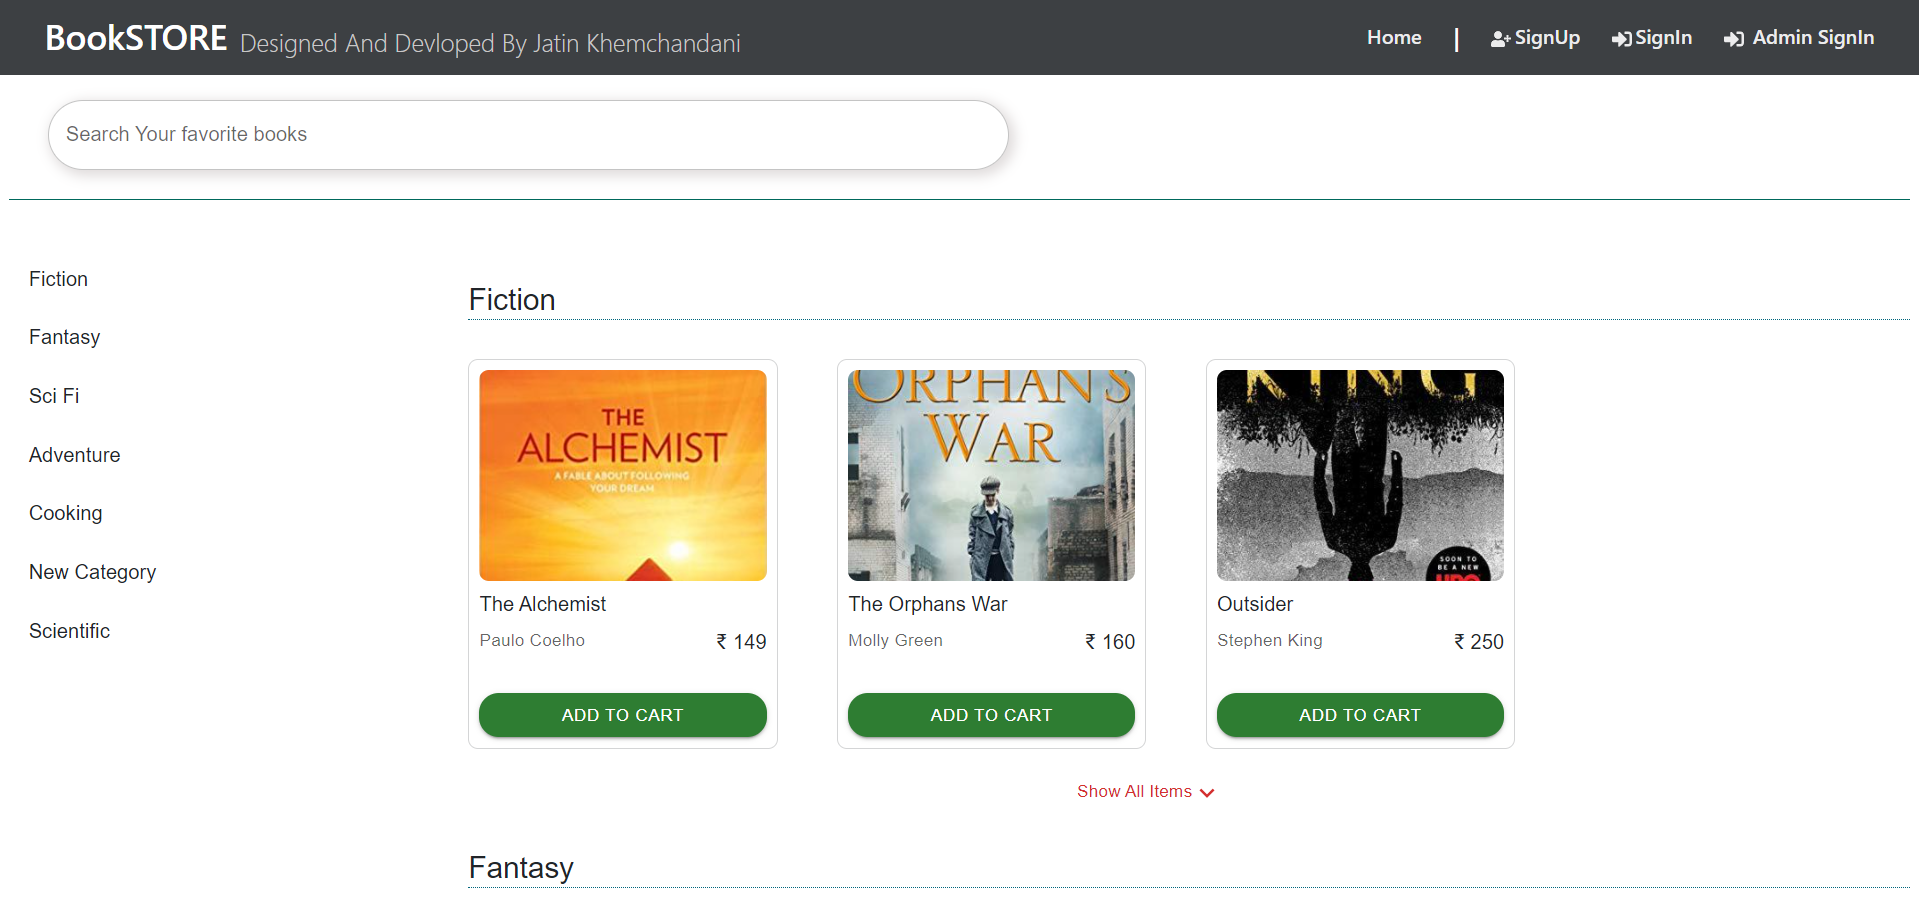 BookSTORE Designed And Devloped By Jatin Khemchandani
Home | SignUp SignIn Admin SignIn
Search Your favorite books
Fiction
Fantasy
Sci Fi
Adventure
Cooking
New Category
Scientific
Fiction
THE
ALCHEMIST
A FABLE ABOUT FOLLOWING
YOUR DREAM
The Alchemist
Paulo Coelho ₹ 149
ADD TO CART
ORPHAN'S
WAR
The Orphans War
Molly Green ₹ 160
ADD TO CART
KING
SOON TO
BE A NEW
HBO
Outsider
Stephen King ₹ 250
ADD TO CART
Show All Items
Fantasy